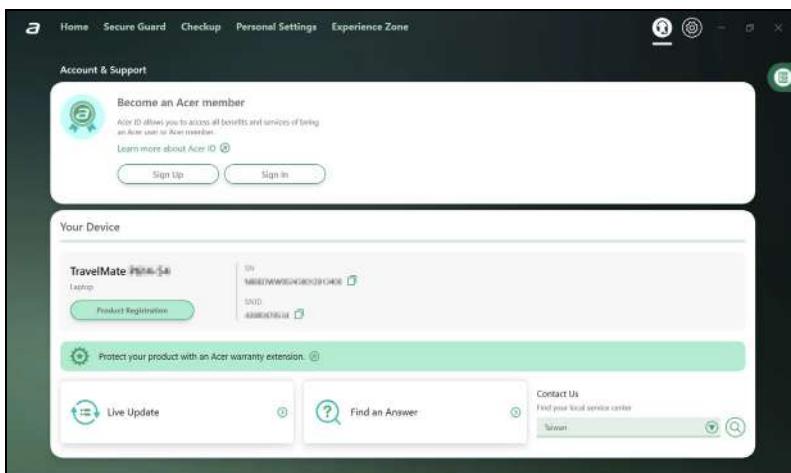 a Home Secure Guard Checkup Personal Settings Experience Zone
Account & Support
Become an Acer member
Acer ID allows you to access all benefits and services of being
an Acer user or Acer member.
Learn more about Acer ID
Sign Up Sign In
Your Device
TravelMate
Laptop
Product Registration
SN
SNID
Protect your product with an Acer warranty extension.
Live Update
Find an Answer
Contact Us
Find your local service center
Taiwan